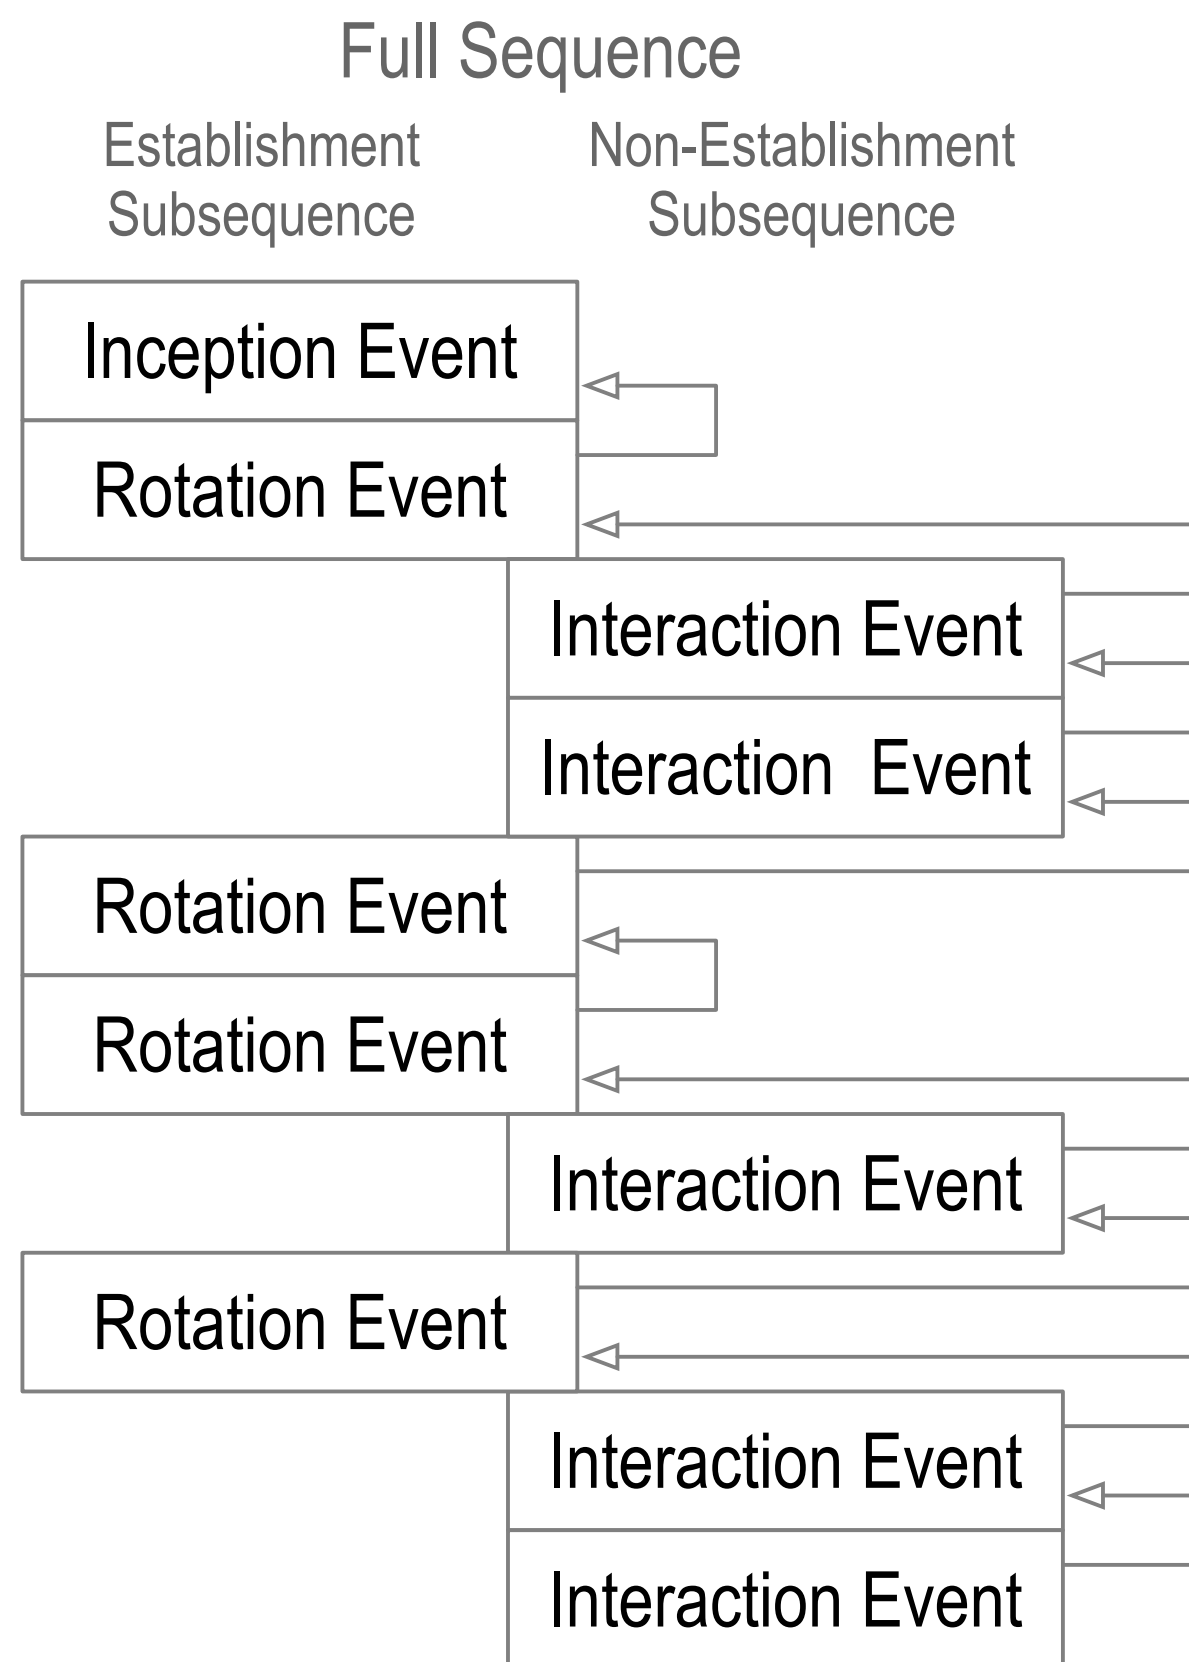 Full Sequence
Establishment
Subsequence
Non-Establishment
Subsequence
Inception Event
Rotation Event
Interaction Event
Interaction Event
Rotation Event
Rotation Event
Interaction Event
Rotation Event
Interaction Event
Interaction Event